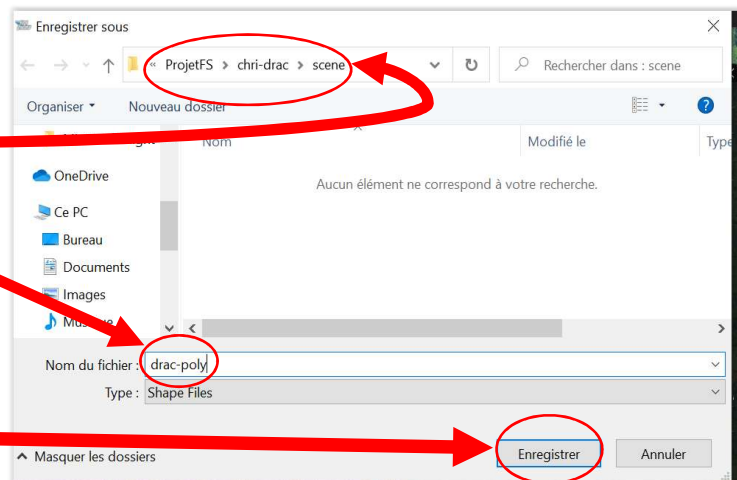 Enregistrer sous
« ProjetFS > chri-drac > scene
Rechercher dans : scene
Organiser
Nouveau dossier
Nom
Modifié le
Type
OneDrive
Aucun élément ne correspond à votre recherche.
Ce PC
Bureau
Documents
Images
Musique
Nom du fichier : drac-poly
Type : Shape Files
Masquer les dossiers
Enregistrer
Annuler